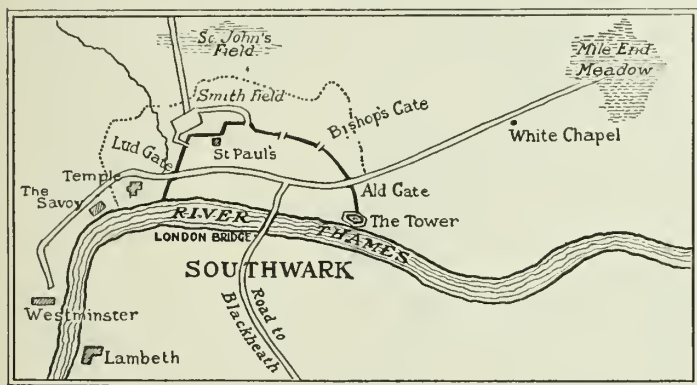 St. John's
Field
Mile End
Meadow
Smith Field
Bishop's Gate
White Chapel
Lud Gate
St Paul's
Temple
The
Savoy
Ald Gate
RIVER
The Tower
LONDON BRIDGE
THAMES
SOUTHWARK
Road to
Blackheath
Westminster
Lambeth